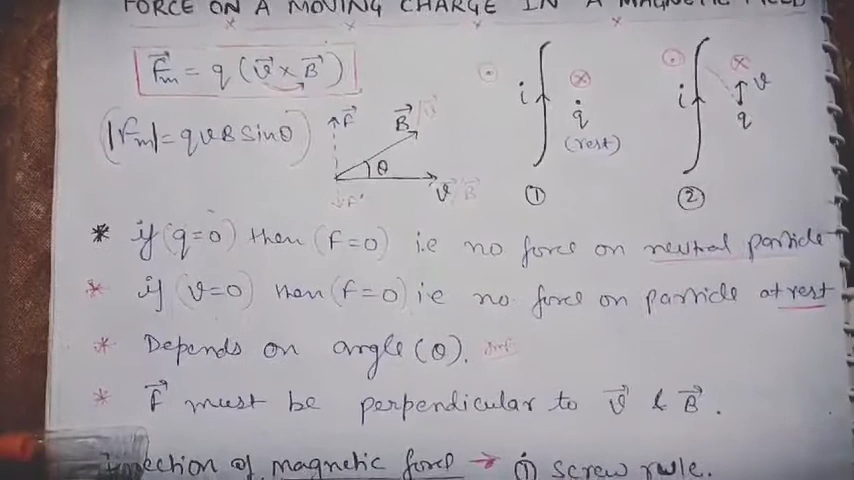 FORCE ON A MOVING CHARGE IN A MAGNETIC FIELD
F⃗m = q (v⃗ × B⃗)
|Fm| = qvB sinθ
F⃗
B⃗ /v⃗
θ
v⃗/B⃗
F'
i
q
(rest)
①
i
v
q
②
* if (q=0) then (F=0) i.e no force on neutral particle
* if (v=0) then (F=0) i.e no force on particle at rest
* Depends on angle (θ).
* F⃗ must be perpendicular to v⃗ & B⃗.
Direction of magnetic force → ① screw rule.